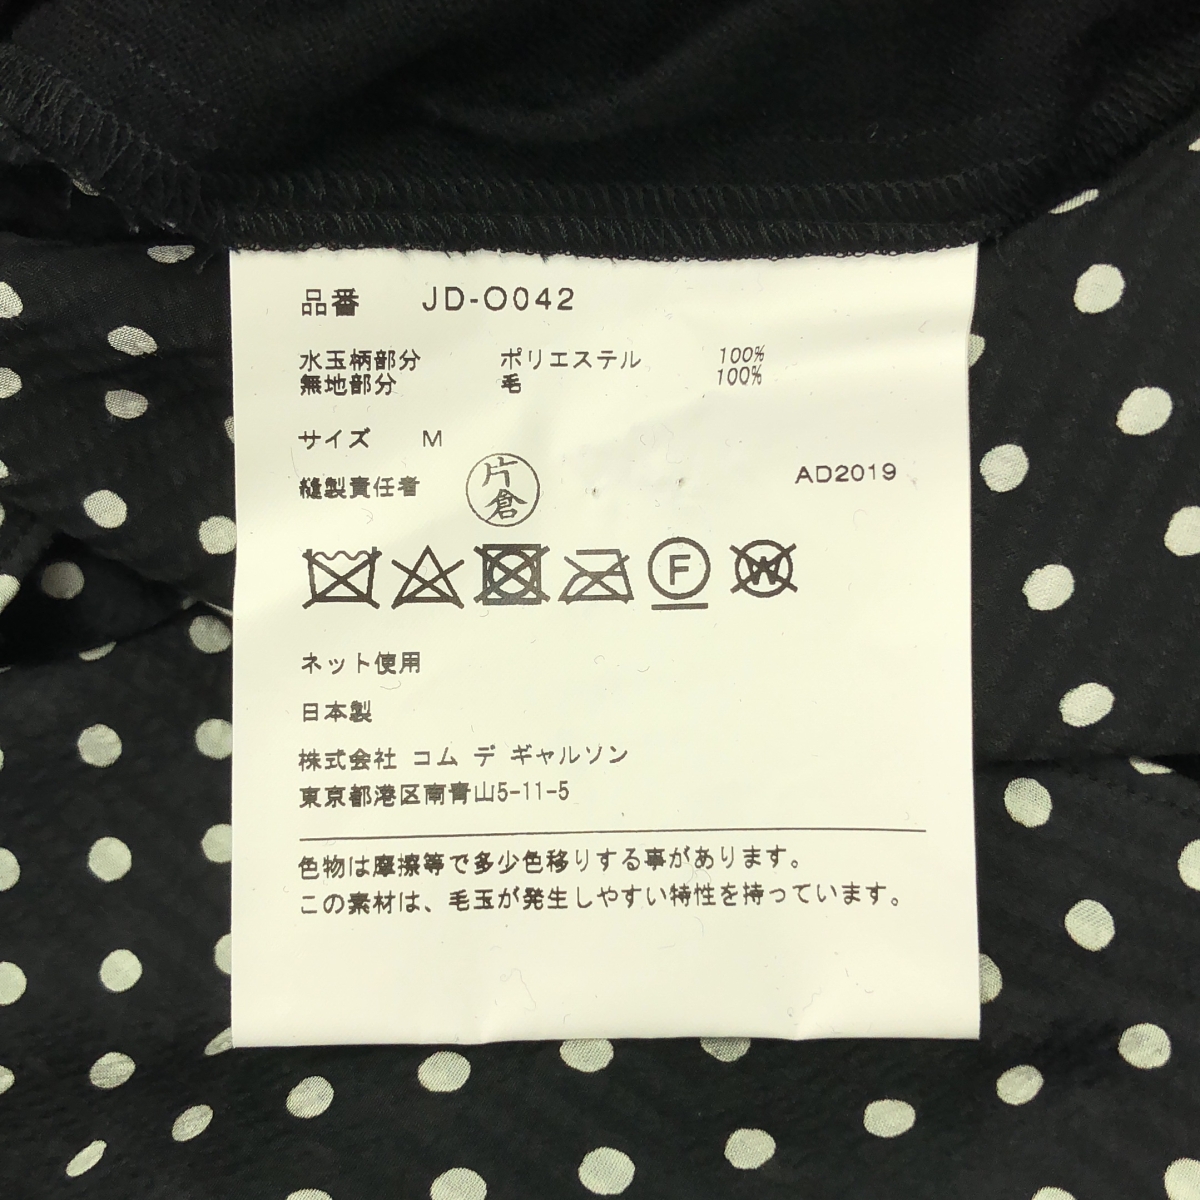 品番 JD-O042
水玉柄部分 ポリエステル 100%
無地部分 毛 100%
サイズ M
縫製責任者 片倉 AD2019
F W
ネット使用
日本製
株式会社 コム デ ギャルソン
東京都港区南青山5-11-5
色物は摩擦等で多少色移りする事があります。
この素材は、毛玉が発生しやすい特性を持っています。